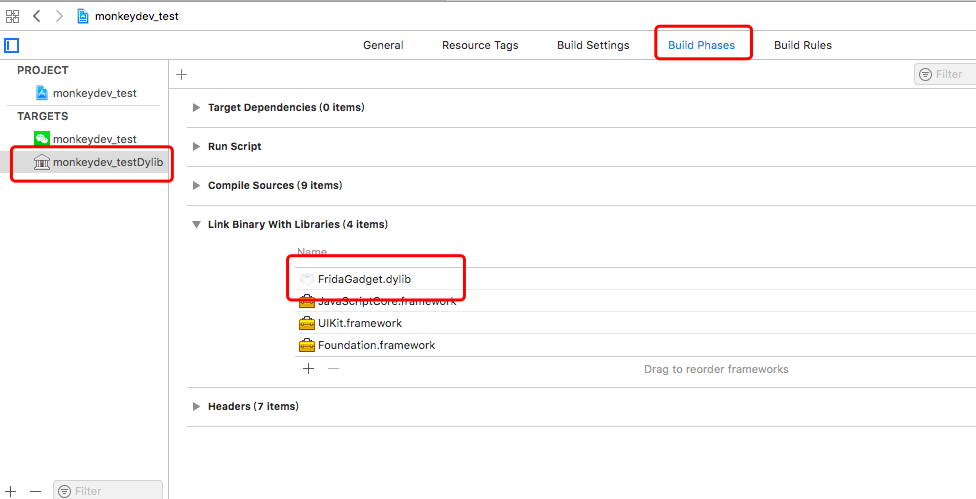 monkeydev_test
General Resource Tags Build Settings Build Phases Build Rules
PROJECT
monkeydev_test
TARGETS
monkeydev_test
monkeydev_testDylib
Filter
Target Dependencies (0 items)
Run Script
Compile Sources (9 items)
Link Binary With Libraries (4 items)
Name
FridaGadget.dylib
JavaScriptCore.framework
UIKit.framework
Foundation.framework
Drag to reorder frameworks
Headers (7 items)
Filter